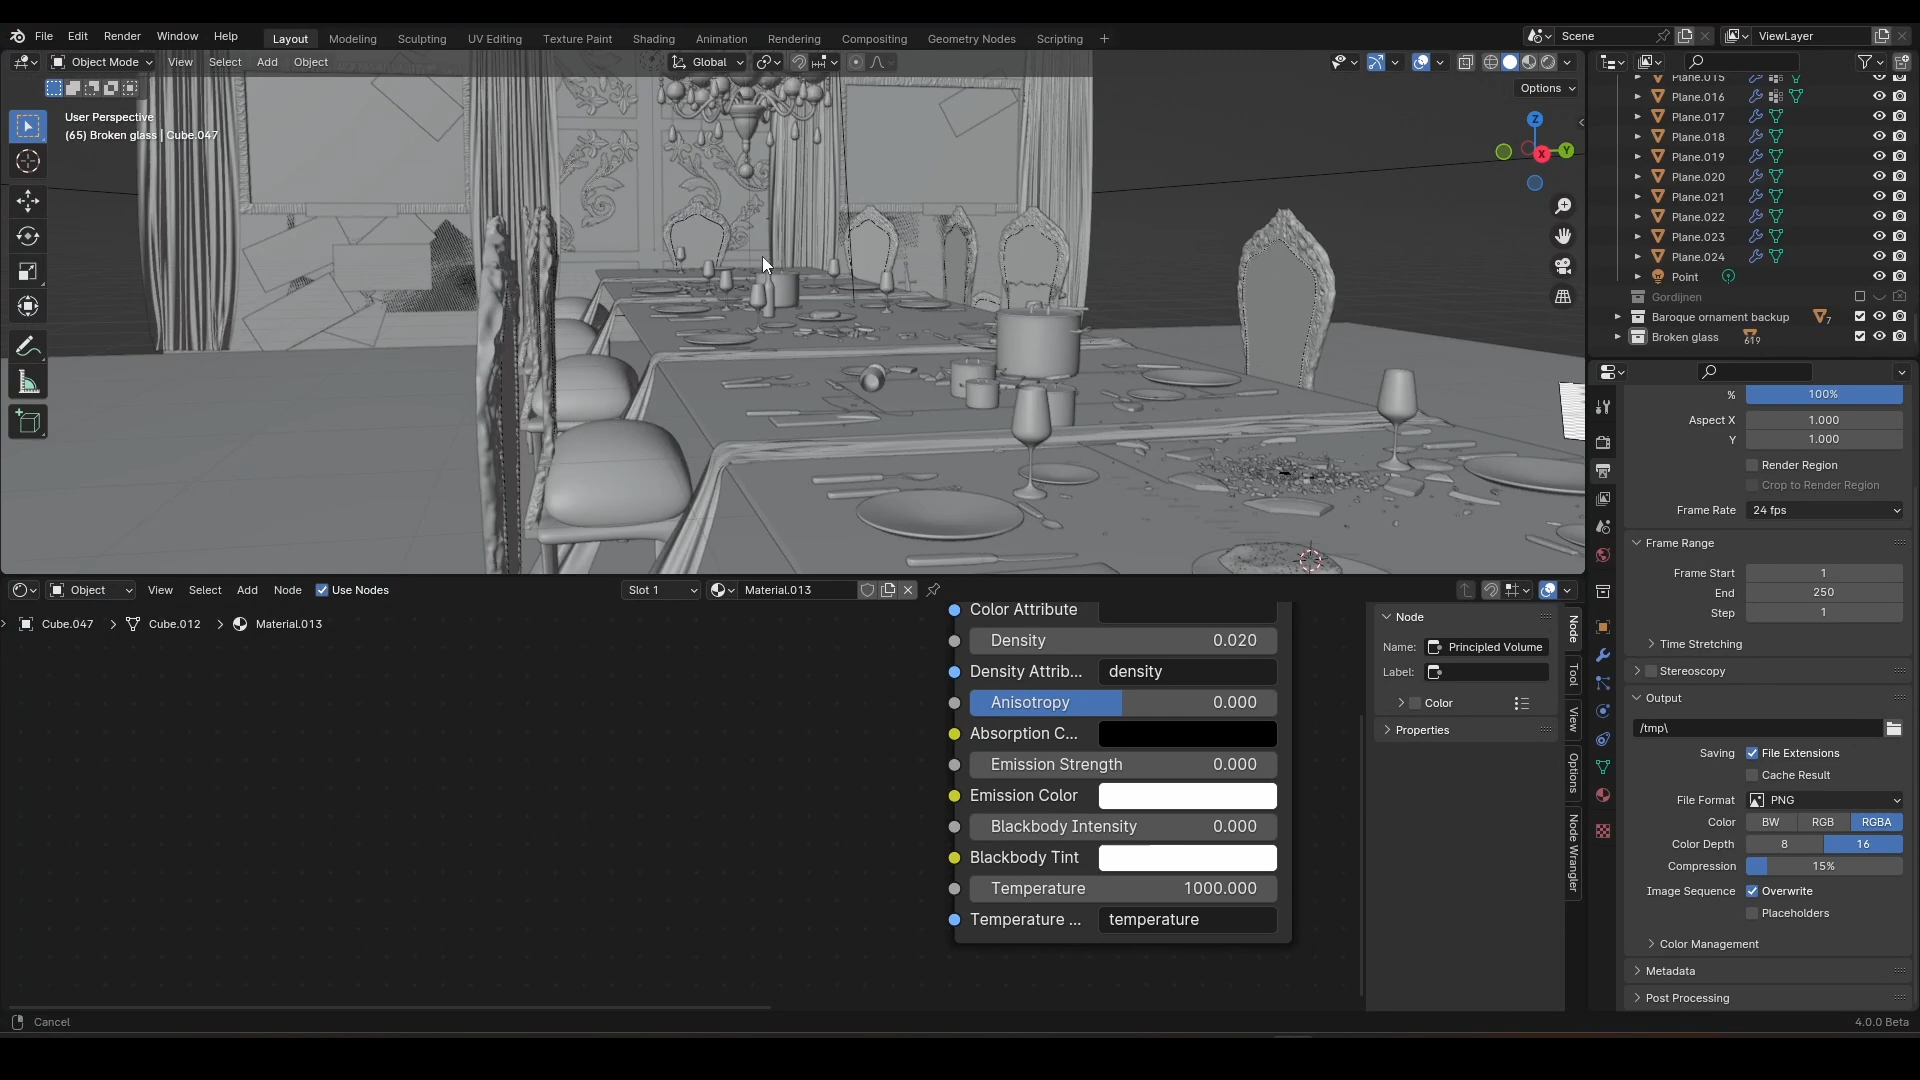 File Edit Render Window Help Layout Modeling Sculpting UV Editing Texture Paint Shading Animation Rendering Compositing Geometry Nodes Scripting + Scene ViewLayer
Object Mode View Select Add Object Global
Options
User Perspective
(65) Broken glass | Cube.047
Z
Y
X
Plane.015
Plane.016
Plane.017
Plane.018
Plane.019
Plane.020
Plane.021
Plane.022
Plane.023
Plane.024
Point
Gordijnen
Baroque ornament backup 7
Broken glass 619
% 100%
Aspect X 1.000
Y 1.000
Render Region
Crop to Render Region
Frame Rate 24 fps
Frame Range
Frame Start 1
End 250
Step 1
Time Stretching
Stereoscopy
Output
/tmp\
Saving File Extensions
Cache Result
File Format PNG
Color BW RGB RGBA
Color Depth 8 16
Compression 15%
Image Sequence Overwrite
Placeholders
Color Management
Metadata
Post Processing
Object View Select Add Node Use Nodes Slot 1 Material.013
Cube.047 > Cube.012 > Material.013
Color Attribute
Density 0.020
Density Attrib... density
Anisotropy 0.000
Absorption C...
Emission Strength 0.000
Emission Color
Blackbody Intensity 0.000
Blackbody Tint
Temperature 1000.000
Temperature ... temperature
Node
Name: Principled Volume
Label:
Color
Properties
Node
Tool
View
Options
Node Wrangler
Cancel
4.0.0 Beta